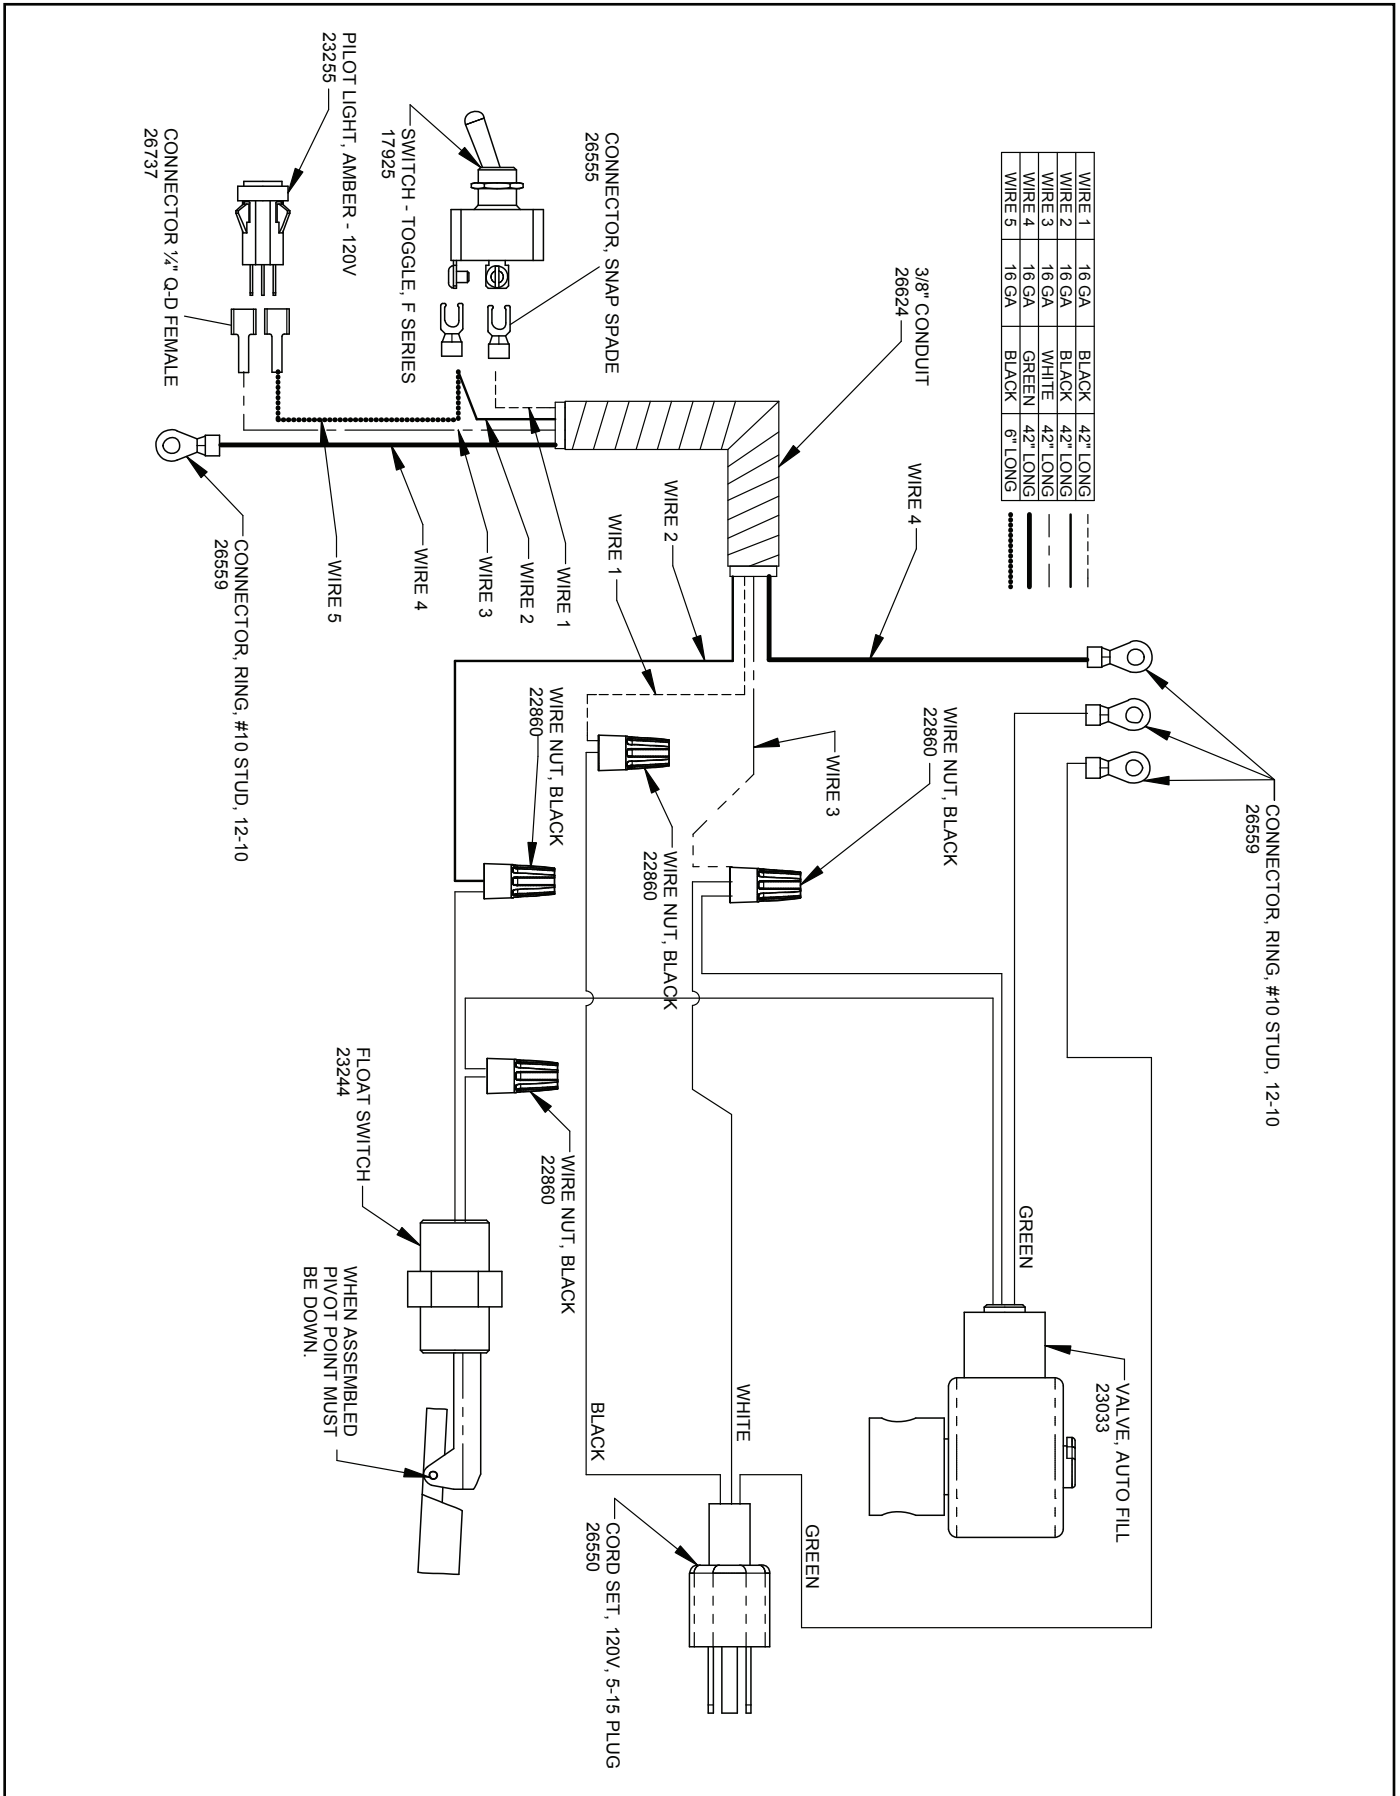 WIRE 1 16 GA BLACK 42" LONG
WIRE 2 16 GA BLACK 42" LONG
WIRE 3 16 GA WHITE 42" LONG
WIRE 4 16 GA GREEN 42" LONG
WIRE 5 16 GA BLACK 6" LONG
CONNECTOR, RING, #10 STUD, 12-10
26559
3/8" CONDUIT
26624
WIRE 4
WIRE NUT, BLACK
22860
WIRE 3
GREEN
VALVE, AUTO FILL
23033
CONNECTOR, SNAP SPADE
26555
WIRE 2
WIRE 1
WIRE NUT, BLACK
22860
WHITE
GREEN
SWITCH - TOGGLE, F SERIES
17925
WIRE 1
WIRE 2
WIRE 3
WIRE 4
WIRE 5
WIRE NUT, BLACK
22860
WIRE NUT, BLACK
22860
BLACK
CORD SET, 120V, 5-15 PLUG
26550
PILOT LIGHT, AMBER - 120V
23255
FLOAT SWITCH
23244
WHEN ASSEMBLED
PIVOT POINT MUST
BE DOWN.
CONNECTOR ¼" Q-D FEMALE
26737
CONNECTOR, RING, #10 STUD, 12-10
26559